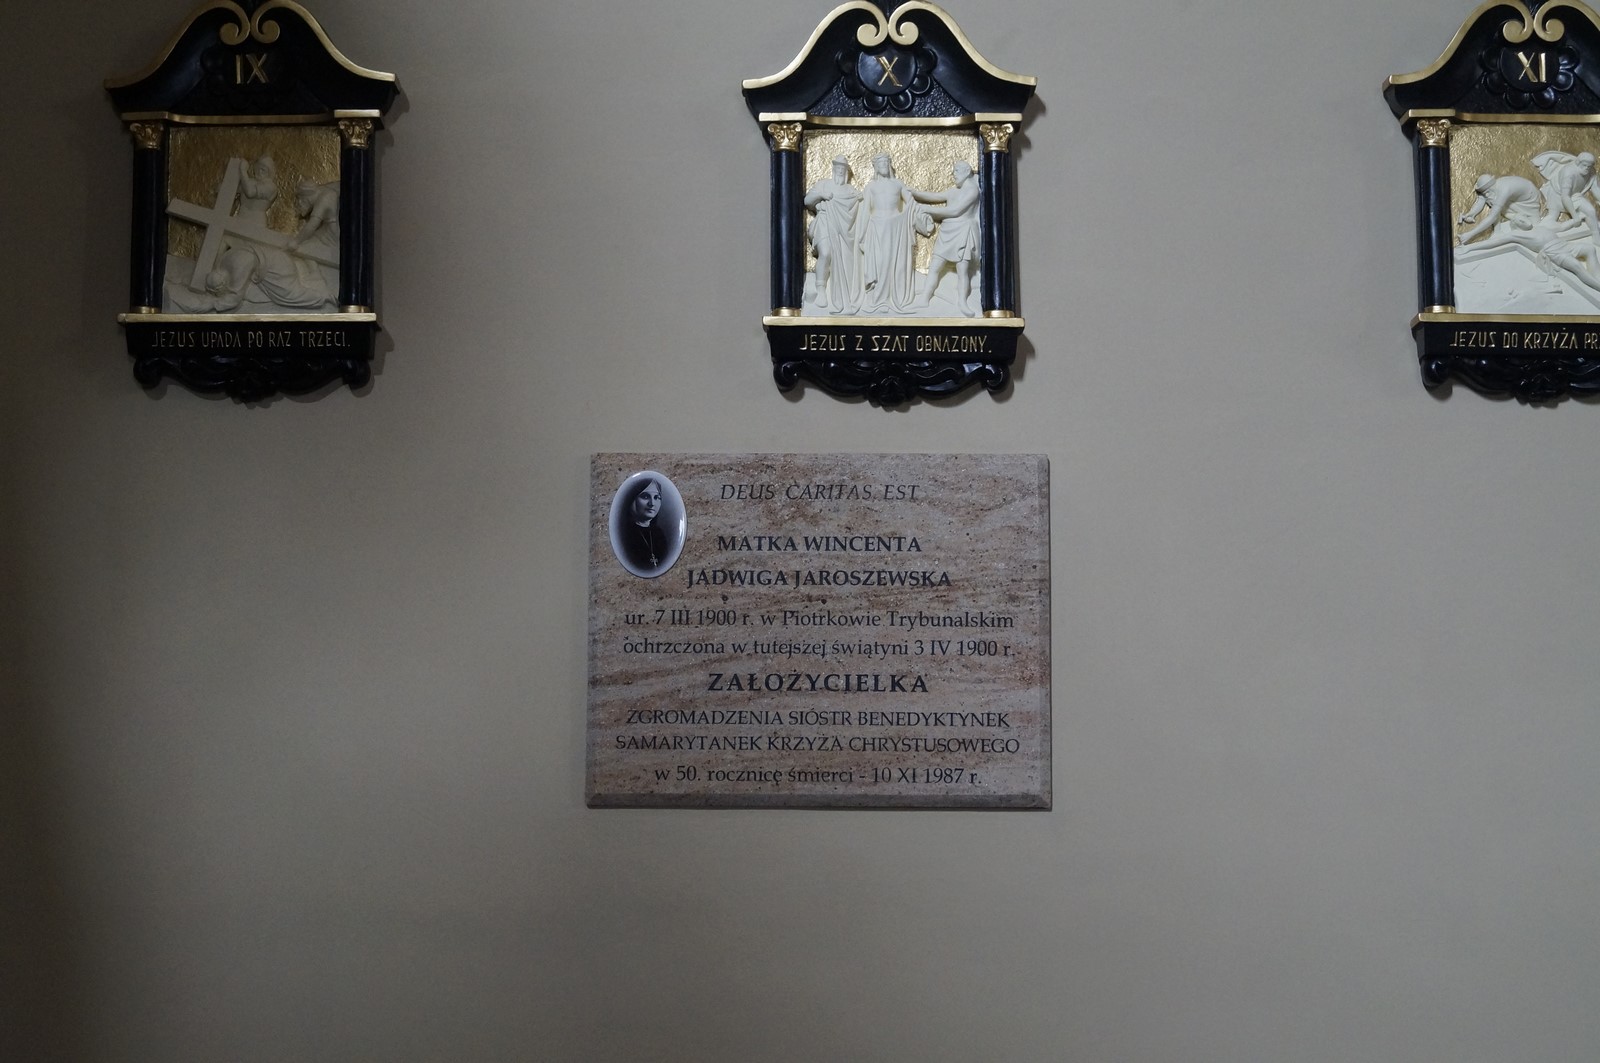 IX
X
XI
JEZUS UPADA PO RAZ TRZECI.
JEZUS Z SZAT OBNAŻONY.
JEZUS DO KRZYŻA
DEUS CARITAS EST
MATKA WINCENTA
JADWIGA JAROSZEWSKA
ur. 7 III 1900 r. w Piotrkowie Trybunalskim
ochrzczona w tutejszej świątyni 3 IV 1900 r.
ZAŁOŻYCIELKA
ZGROMADZENIA SIÓSTR BENEDYKTYNEK
SAMARYTANEK KRZYŻA CHRYSTUSOWEGO
w 50. rocznicę śmierci - 10 XI 1987 r.